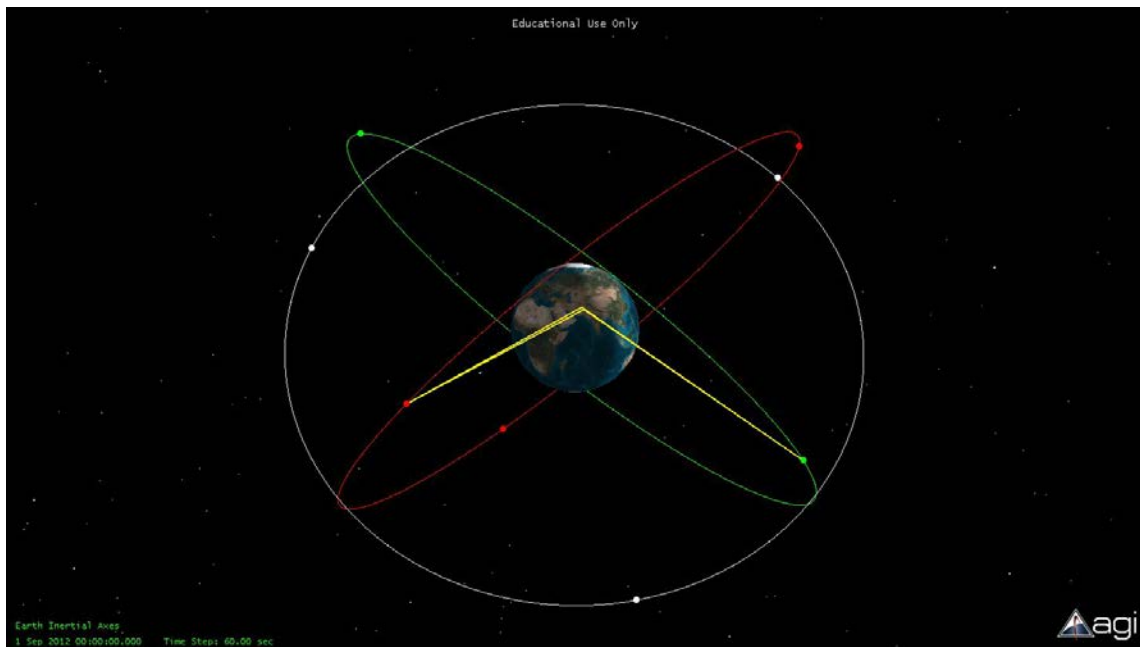 Educational Use Only
Earth Inertial Axes
1 Sep 2012 00:00:00.000 Time Step: 60.00 sec
agi